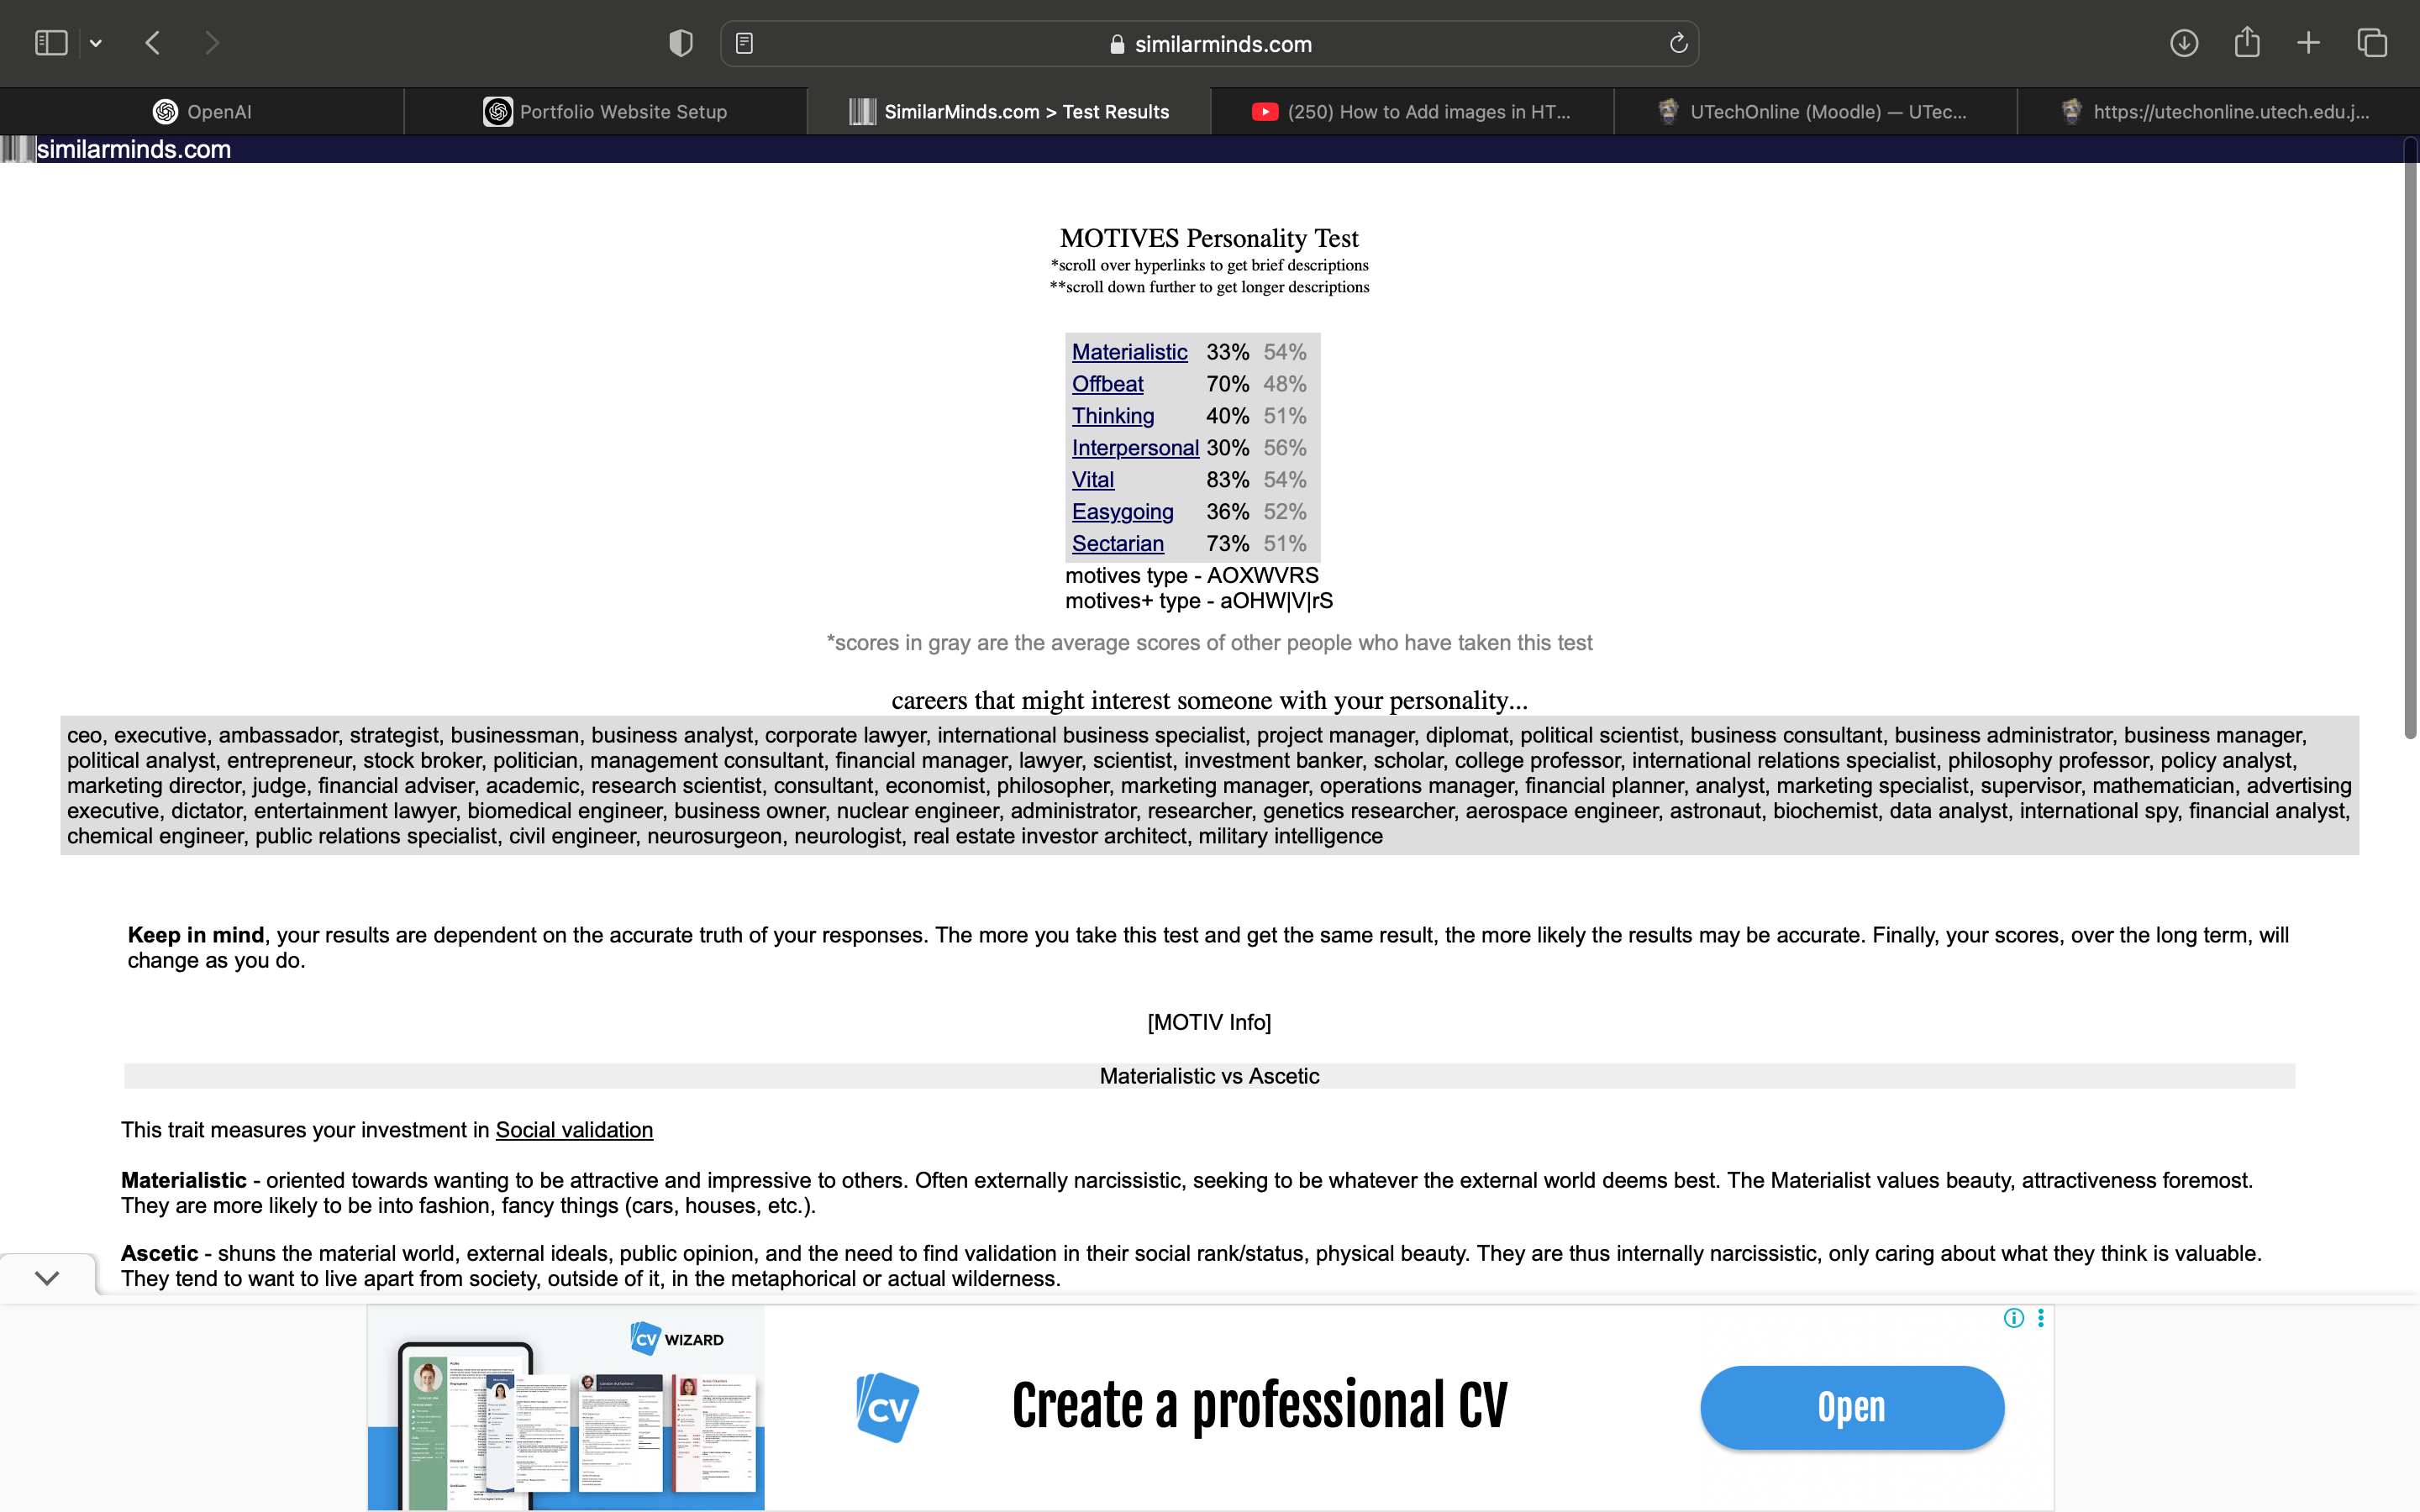 similarminds.com
OpenAI
Portfolio Website Setup
SimilarMinds.com > Test Results
(250) How to Add images in HT...
UTechOnline (Moodle) — UTec...
https://utechonline.utech.edu.j...
similarminds.com
MOTIVES Personality Test
*scroll over hyperlinks to get brief descriptions
**scroll down further to get longer descriptions
Materialistic 33% 54%
Offbeat 70% 48%
Thinking 40% 51%
Interpersonal 30% 56%
Vital 83% 54%
Easygoing 36% 52%
Sectarian 73% 51%
motives type - AOXWVRS
motives+ type - aOHW|V|rS
*scores in gray are the average scores of other people who have taken this test
careers that might interest someone with your personality...
ceo, executive, ambassador, strategist, businessman, business analyst, corporate lawyer, international business specialist, project manager, diplomat, political scientist, business consultant, business administrator, business manager,
political analyst, entrepreneur, stock broker, politician, management consultant, financial manager, lawyer, scientist, investment banker, scholar, college professor, international relations specialist, philosophy professor, policy analyst,
marketing director, judge, financial adviser, academic, research scientist, consultant, economist, philosopher, marketing manager, operations manager, financial planner, analyst, marketing specialist, supervisor, mathematician, advertising
executive, dictator, entertainment lawyer, biomedical engineer, business owner, nuclear engineer, administrator, researcher, genetics researcher, aerospace engineer, astronaut, biochemist, data analyst, international spy, financial analyst,
chemical engineer, public relations specialist, civil engineer, neurosurgeon, neurologist, real estate investor architect, military intelligence
Keep in mind, your results are dependent on the accurate truth of your responses. The more you take this test and get the same result, the more likely the results may be accurate. Finally, your scores, over the long term, will
change as you do.
[MOTIV Info]
Materialistic vs Ascetic
This trait measures your investment in Social validation
Materialistic - oriented towards wanting to be attractive and impressive to others. Often externally narcissistic, seeking to be whatever the external world deems best. The Materialist values beauty, attractiveness foremost.
They are more likely to be into fashion, fancy things (cars, houses, etc.).
Ascetic - shuns the material world, external ideals, public opinion, and the need to find validation in their social rank/status, physical beauty. They are thus internally narcissistic, only caring about what they think is valuable.
They tend to want to live apart from society, outside of it, in the metaphorical or actual wilderness.
CV WIZARD
CV
Create a professional CV
Open